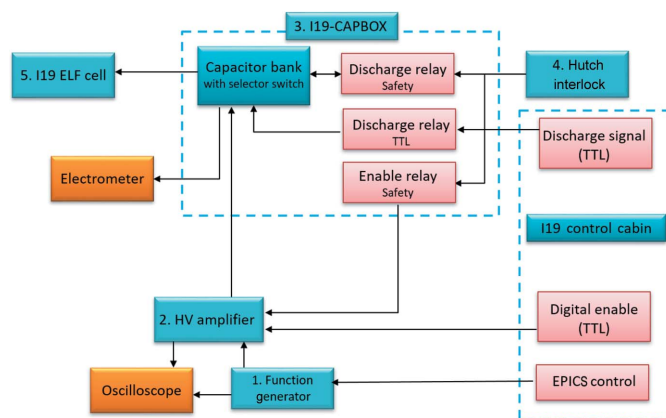 3. I19-CAPBOX
5. I19 ELF cell
Capacitor bank
with selector switch
Discharge relay
Safety
4. Hutch
interlock
Discharge relay
TTL
Discharge signal
(TTL)
Electrometer
Enable relay
Safety
I19 control cabin
2. HV amplifier
Digital enable
(TTL)
Oscilloscope
1. Function
generator
EPICS control